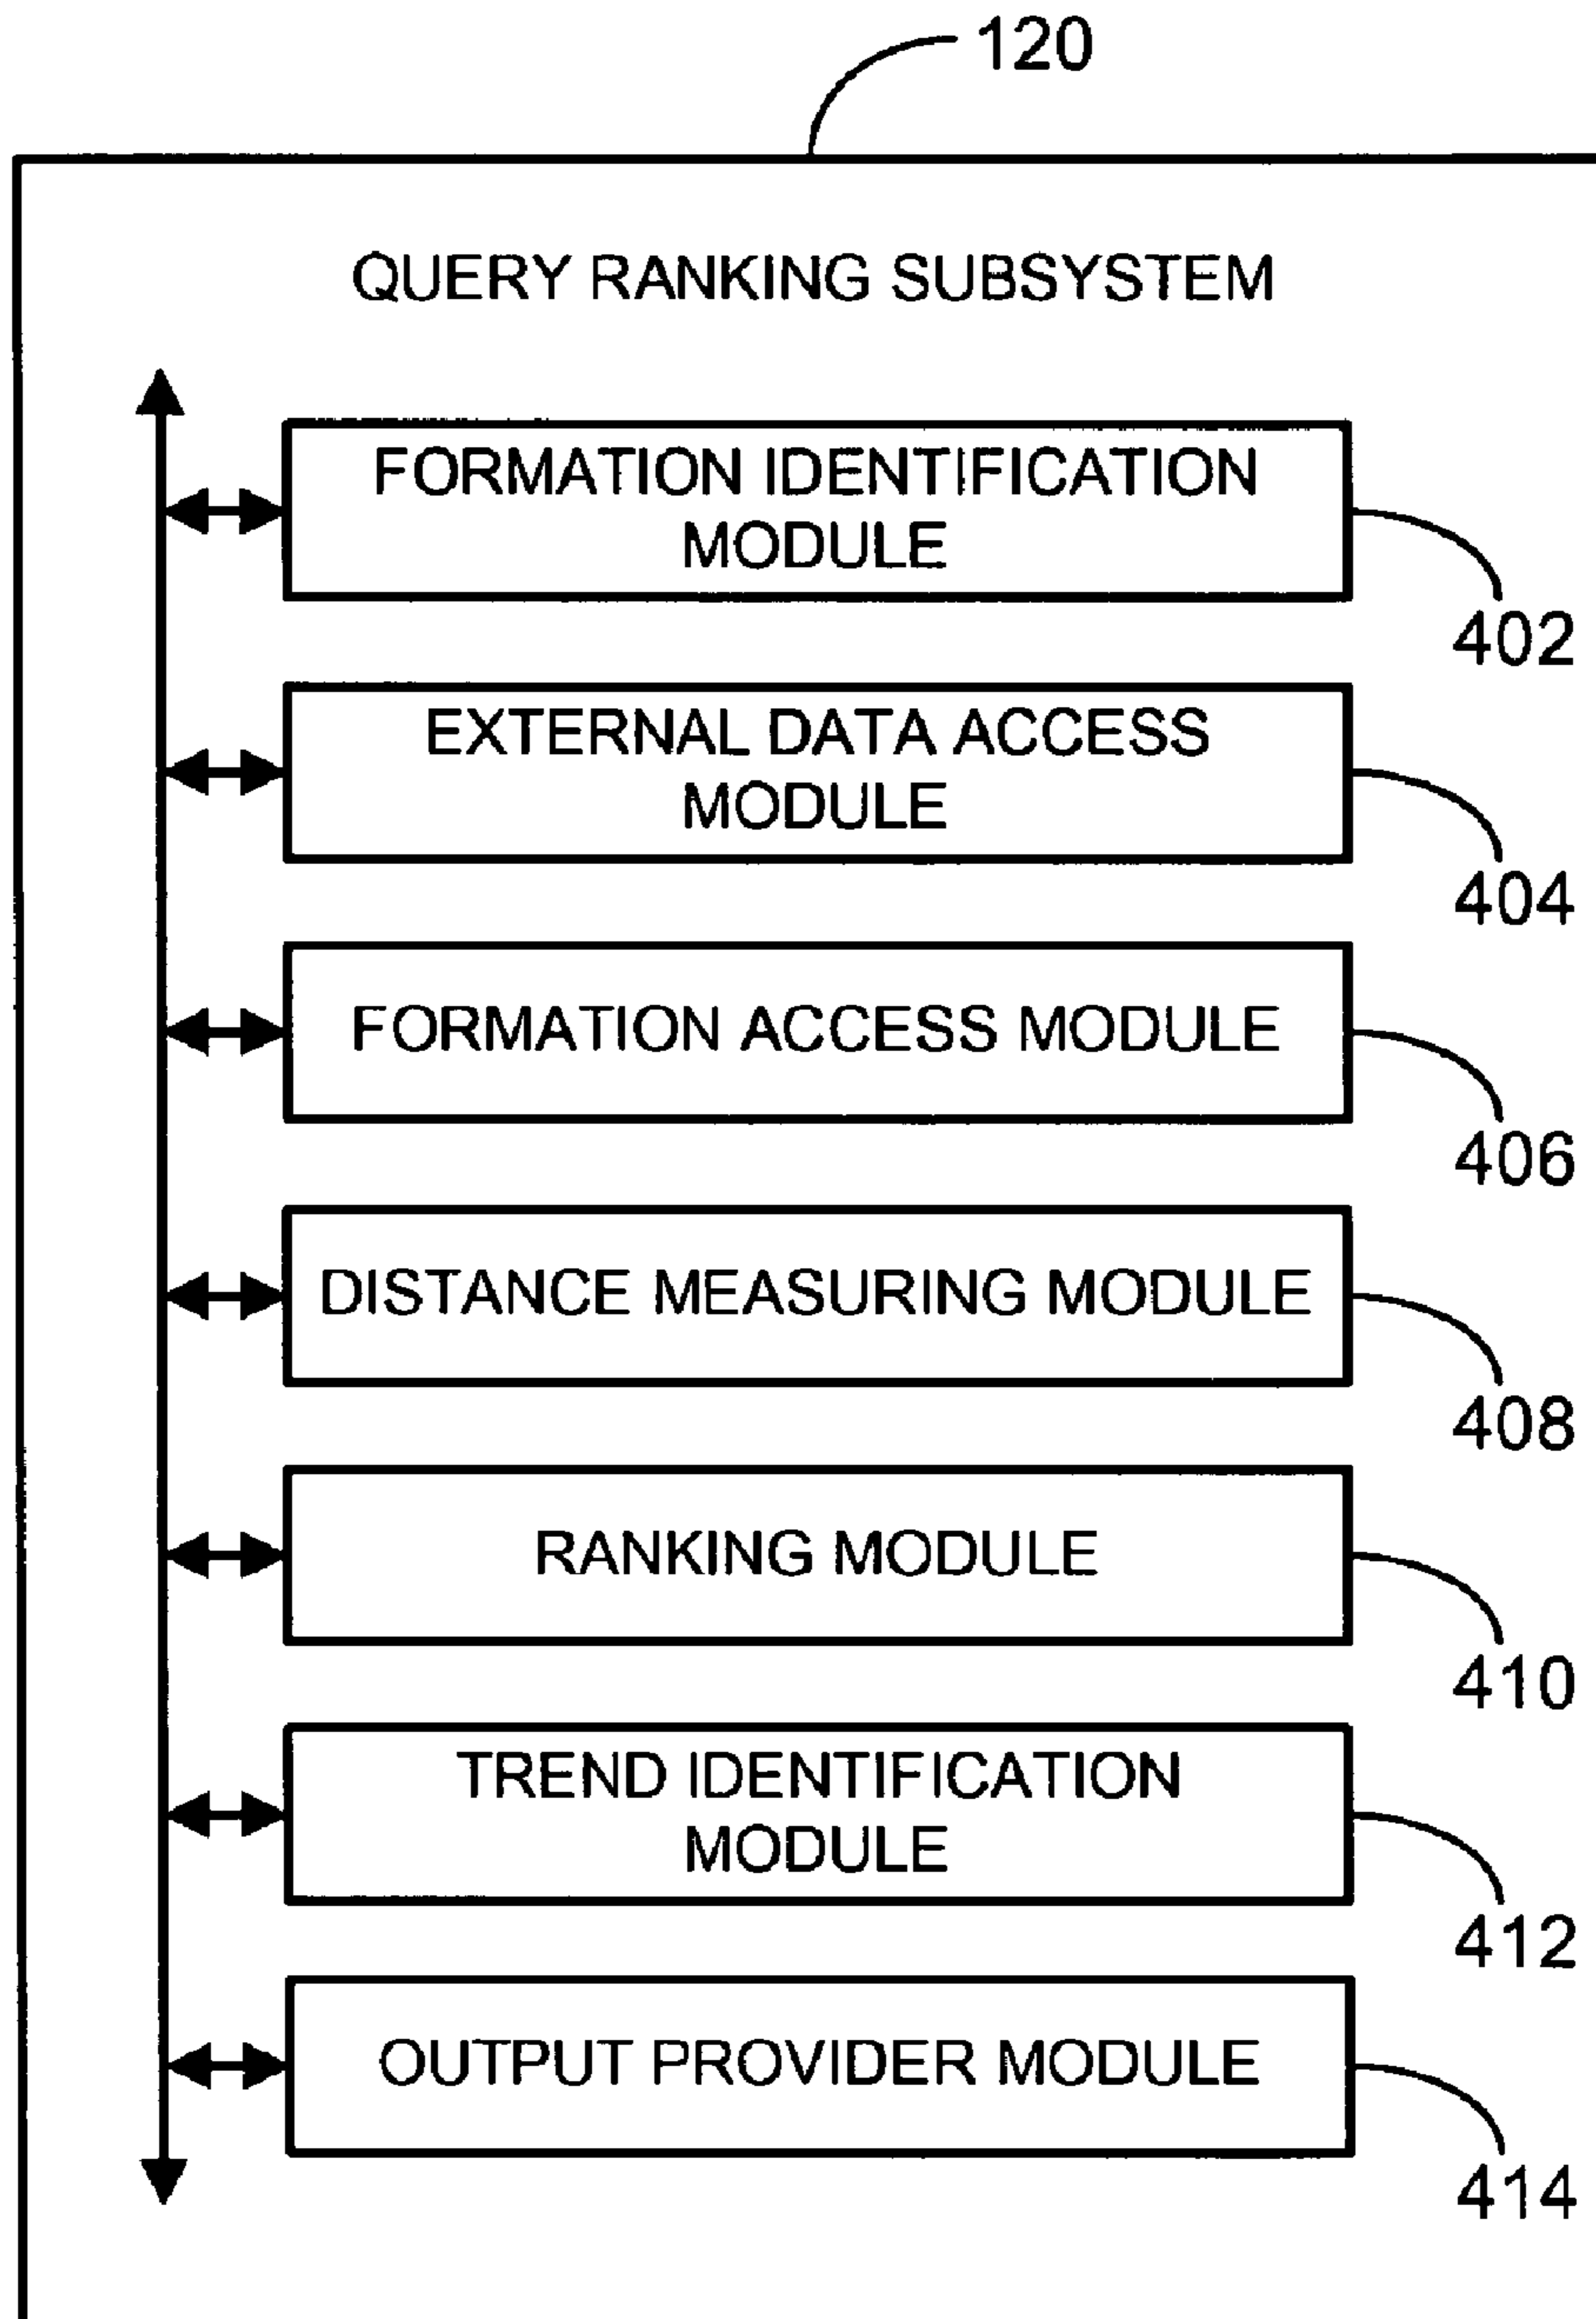 120
QUERY RANKING SUBSYSTEM
FORMATION IDENTIFICATION
MODULE
402
EXTERNAL DATA ACCESS
MODULE
404
FORMATION ACCESS MODULE
406
DISTANCE MEASURING MODULE
408
RANKING MODULE
410
TREND IDENTIFICATION
MODULE
412
OUTPUT PROVIDER MODULE
414